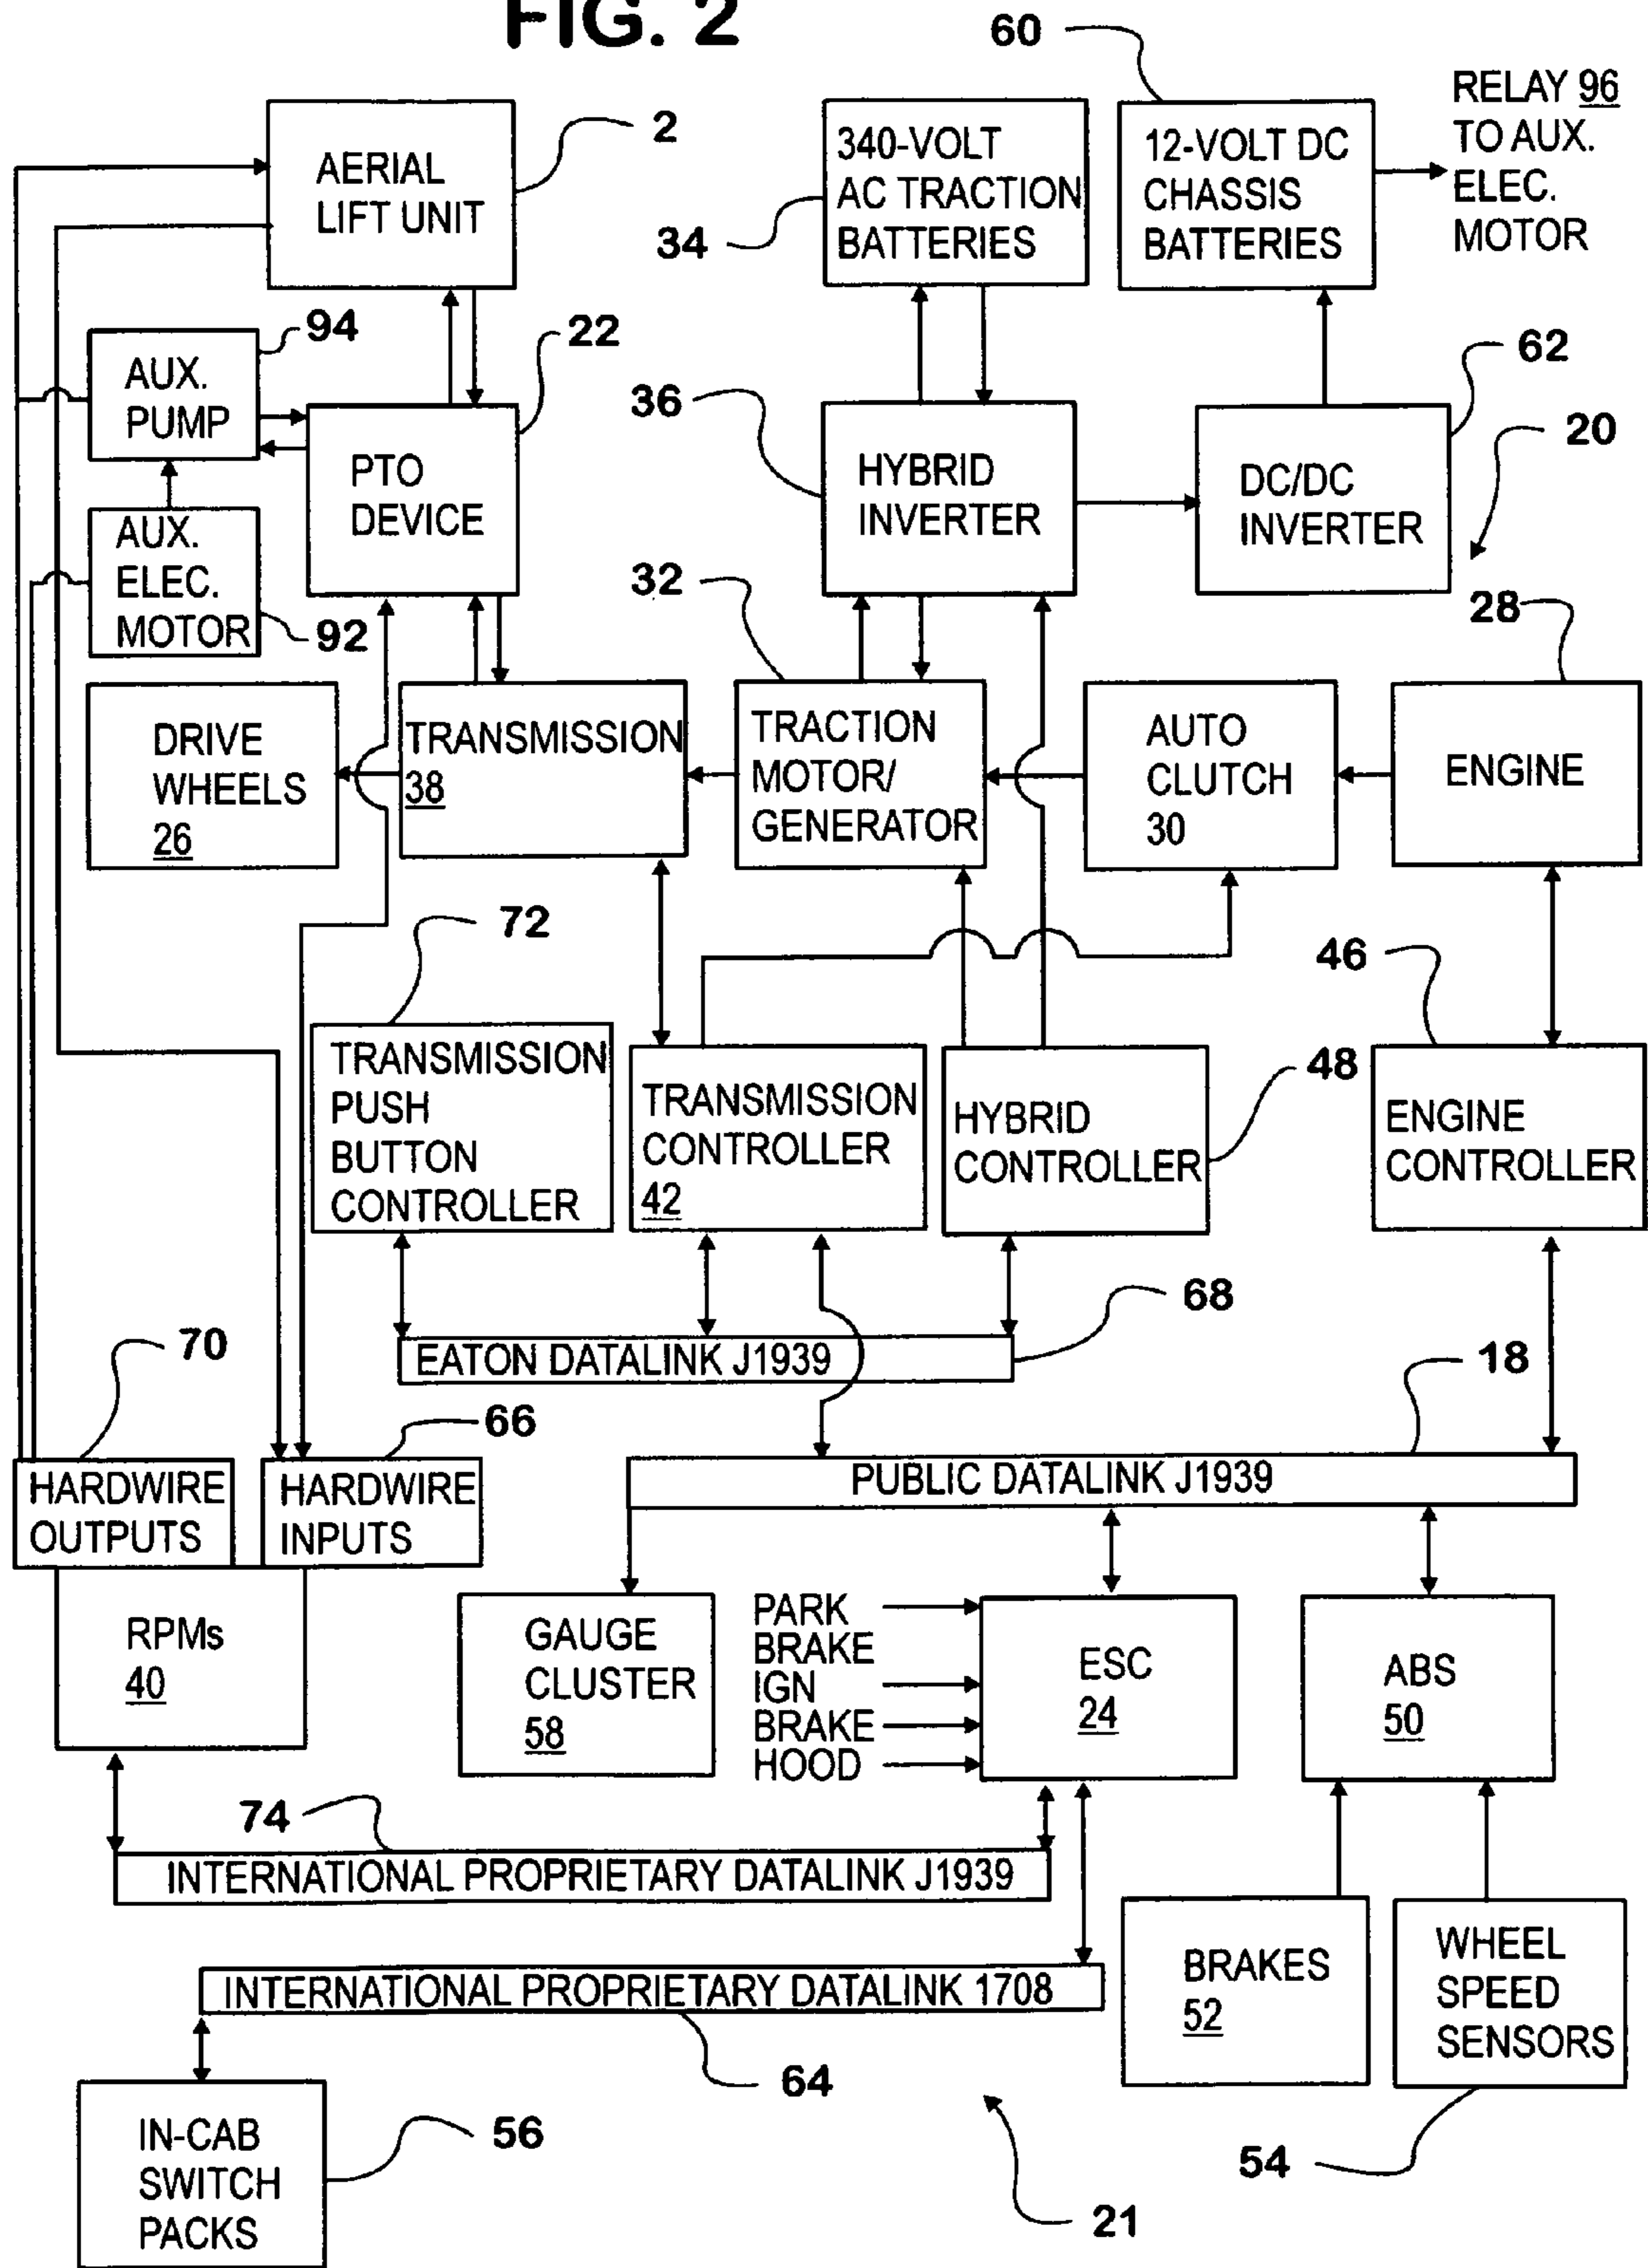 FIG. 2
60
RELAY 96
TO AUX.
ELEC.
MOTOR
AERIAL
LIFT UNIT
2
340-VOLT
AC TRACTION
BATTERIES
34
12-VOLT DC
CHASSIS
BATTERIES
94
AUX.
PUMP
22
PTO
DEVICE
36
HYBRID
INVERTER
62
DC/DC
INVERTER
20
AUX.
ELEC.
MOTOR
92
32
28
DRIVE
WHEELS
26
TRANSMISSION
38
TRACTION
MOTOR/
GENERATOR
AUTO
CLUTCH
30
ENGINE
72
46
TRANSMISSION
PUSH
BUTTON
CONTROLLER
TRANSMISSION
CONTROLLER
42
HYBRID
CONTROLLER
48
ENGINE
CONTROLLER
68
EATON DATALINK J1939
70
18
66
HARDWIRE
OUTPUTS
HARDWIRE
INPUTS
PUBLIC DATALINK J1939
RPMs
40
GAUGE
CLUSTER
58
PARK
BRAKE
IGN
BRAKE
HOOD
ESC
24
ABS
50
74
INTERNATIONAL PROPRIETARY DATALINK J1939
INTERNATIONAL PROPRIETARY DATALINK 1708
64
BRAKES
52
WHEEL
SPEED
SENSORS
54
IN-CAB
SWITCH
PACKS
56
21